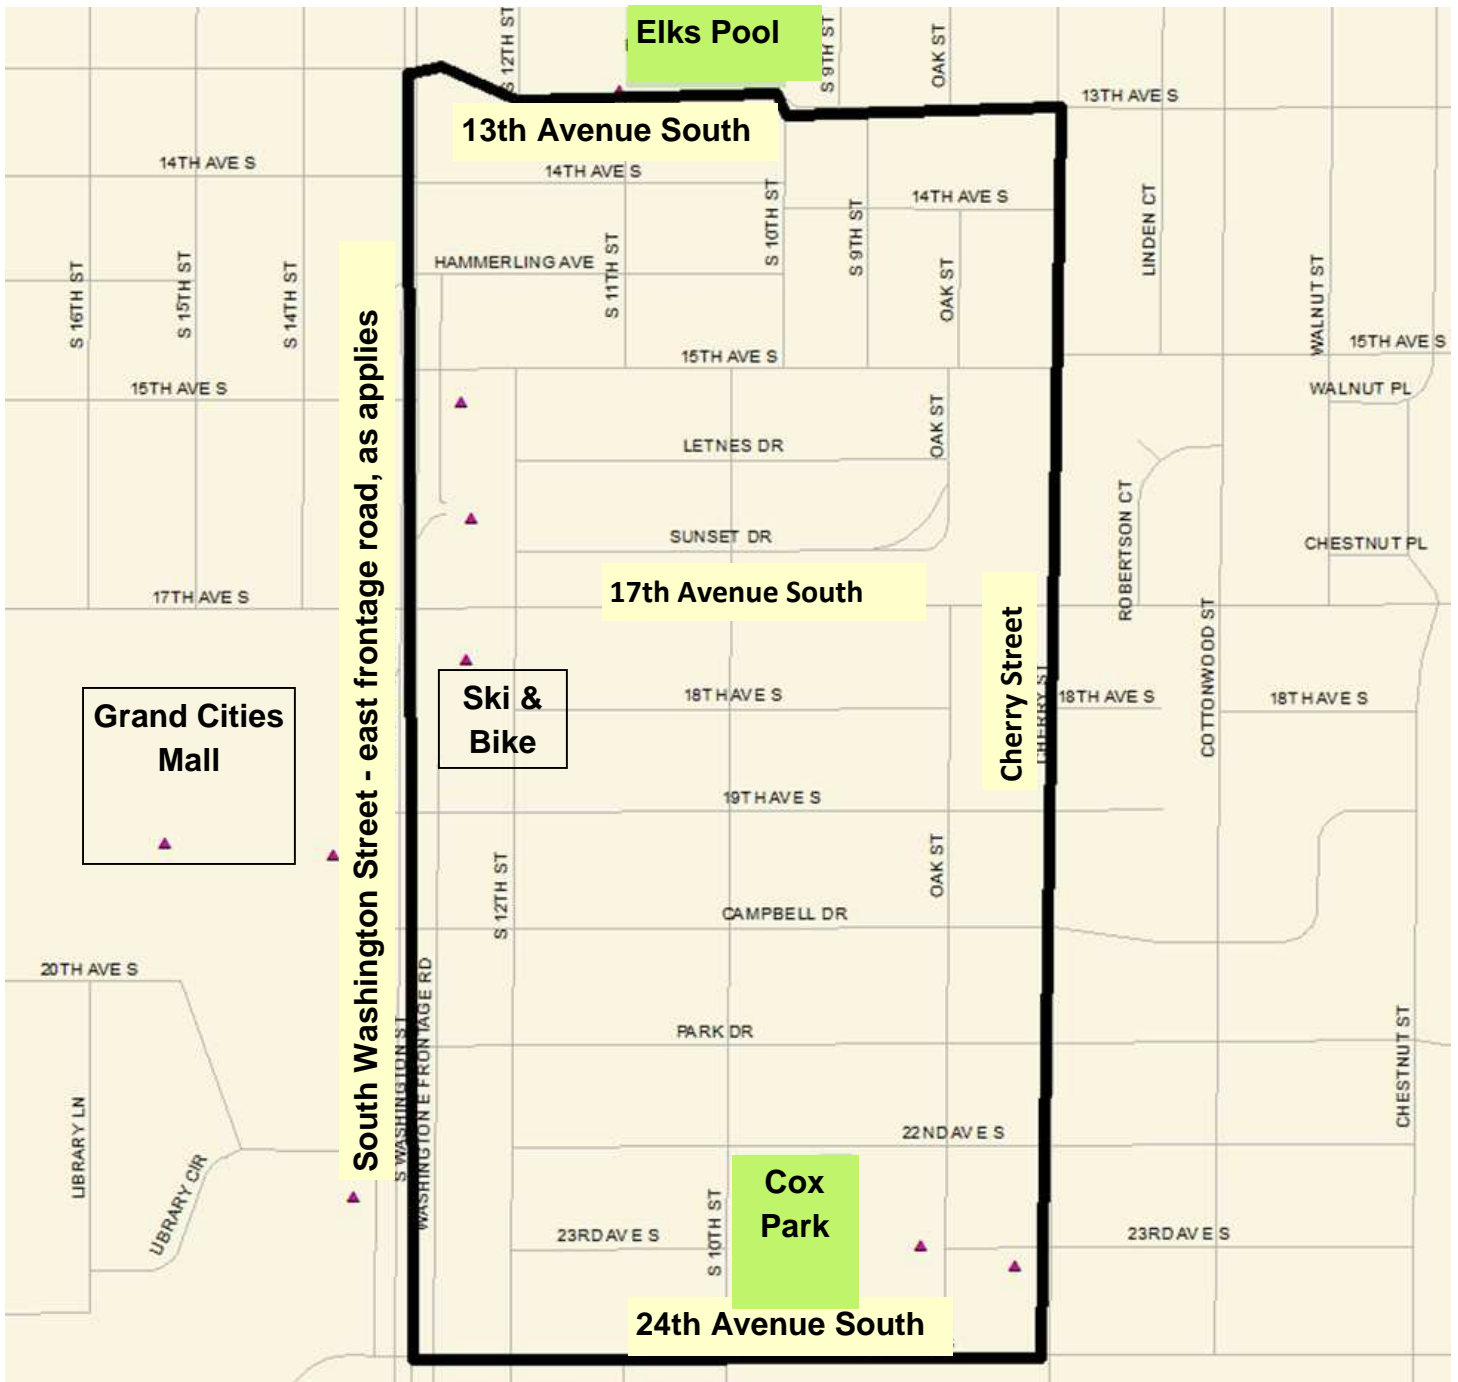 Elks Pool
S 12TH ST
S 9TH ST
OAK ST
13TH AVE S
13th Avenue South
14TH AVE S
14TH AVE S
14TH AVE S
S 10TH ST
S 9TH ST
LINDEN CT
HAMMERLING AVE
S 11TH ST
OAK ST
S 16TH ST
S 15TH ST
S 14TH ST
WALNUT ST
15TH AVE S
15TH AVE S
15TH AVE S
WALNUT PL
South Washington Street - east frontage road, as applies
LETNES DR
OAK ST
SUNSET DR
ROBERTSON CT
CHESTNUT PL
17TH AVE S
17th Avenue South
Cherry Street
CHERRY ST
COTTONWOOD ST
Grand Cities
Mall
Ski &
Bike
18TH AVE S
18TH AVE S
18TH AVE S
19TH AVE S
S 12TH ST
OAK ST
CAMPBELL DR
20TH AVE S
S WASHINGTON ST
WASHINGTON E FRONTAGE RD
PARK DR
CHESTNUT ST
LIBRARY LN
LIBRARY CIR
22ND AVE S
Cox
Park
S 10TH ST
23RD AVE S
23RD AVE S
24th Avenue South